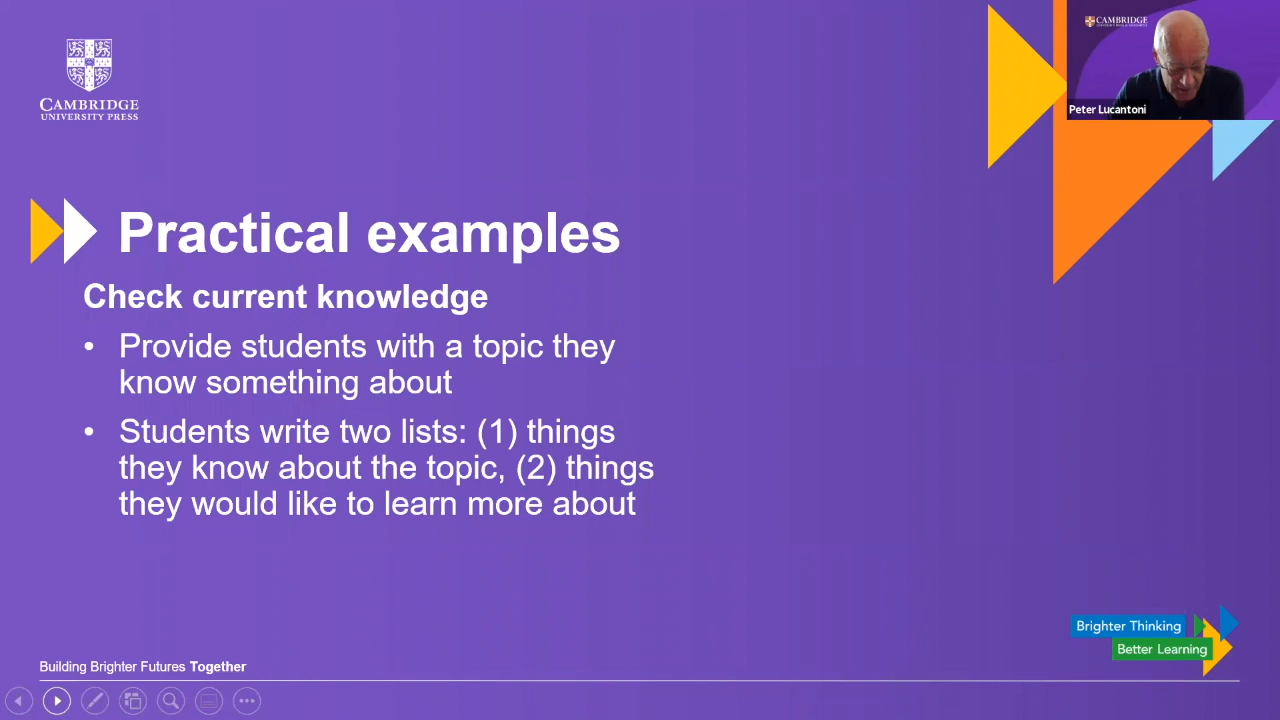 CAMBRIDGE
UNIVERSITY PRESS
CAMBRIDGE
Peter Lucantoni
Practical examples
Check current knowledge
• Provide students with a topic they
know something about
• Students write two lists: (1) things
they know about the topic, (2) things
they would like to learn more about
Brighter Thinking
Better Learning
Building Brighter Futures Together